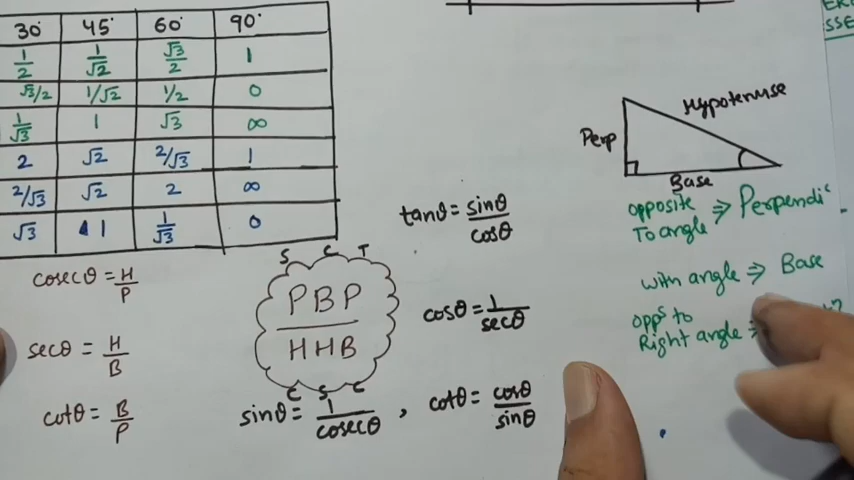 30° 45° 60° 90°
1/2 1/√2 √3/2 1
√3/2 1/√2 1/2 0
1/√3 1 √3 ∞
2 √2 2/√3 1
2/√3 √2 2 ∞
√3 1 1/√3 0
cosecθ = H/P
secθ = H/B
cotθ = B/P
S C T
PBP
HHB
C S C
sinθ = 1/cosecθ , cotθ = cosθ/sinθ
tanθ = sinθ/cosθ
cosθ = 1/secθ
Hypotenuse
Perp
Base
opposite
To angle ⇒ Perpendi
with angle ⇒ Base
opps to
Right angle ⇒